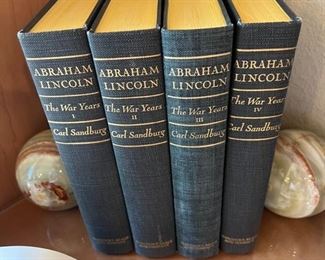 ABRAHAM
LINCOLN
The War Years
I
Carl Sandburg
ABRAHAM
LINCOLN
The War Years
II
Carl Sandburg
ABRAHAM
LINCOLN
The War Years
III
Carl Sandburg
ABRAHAM
LINCOLN
The War Years
IV
Carl Sandburg